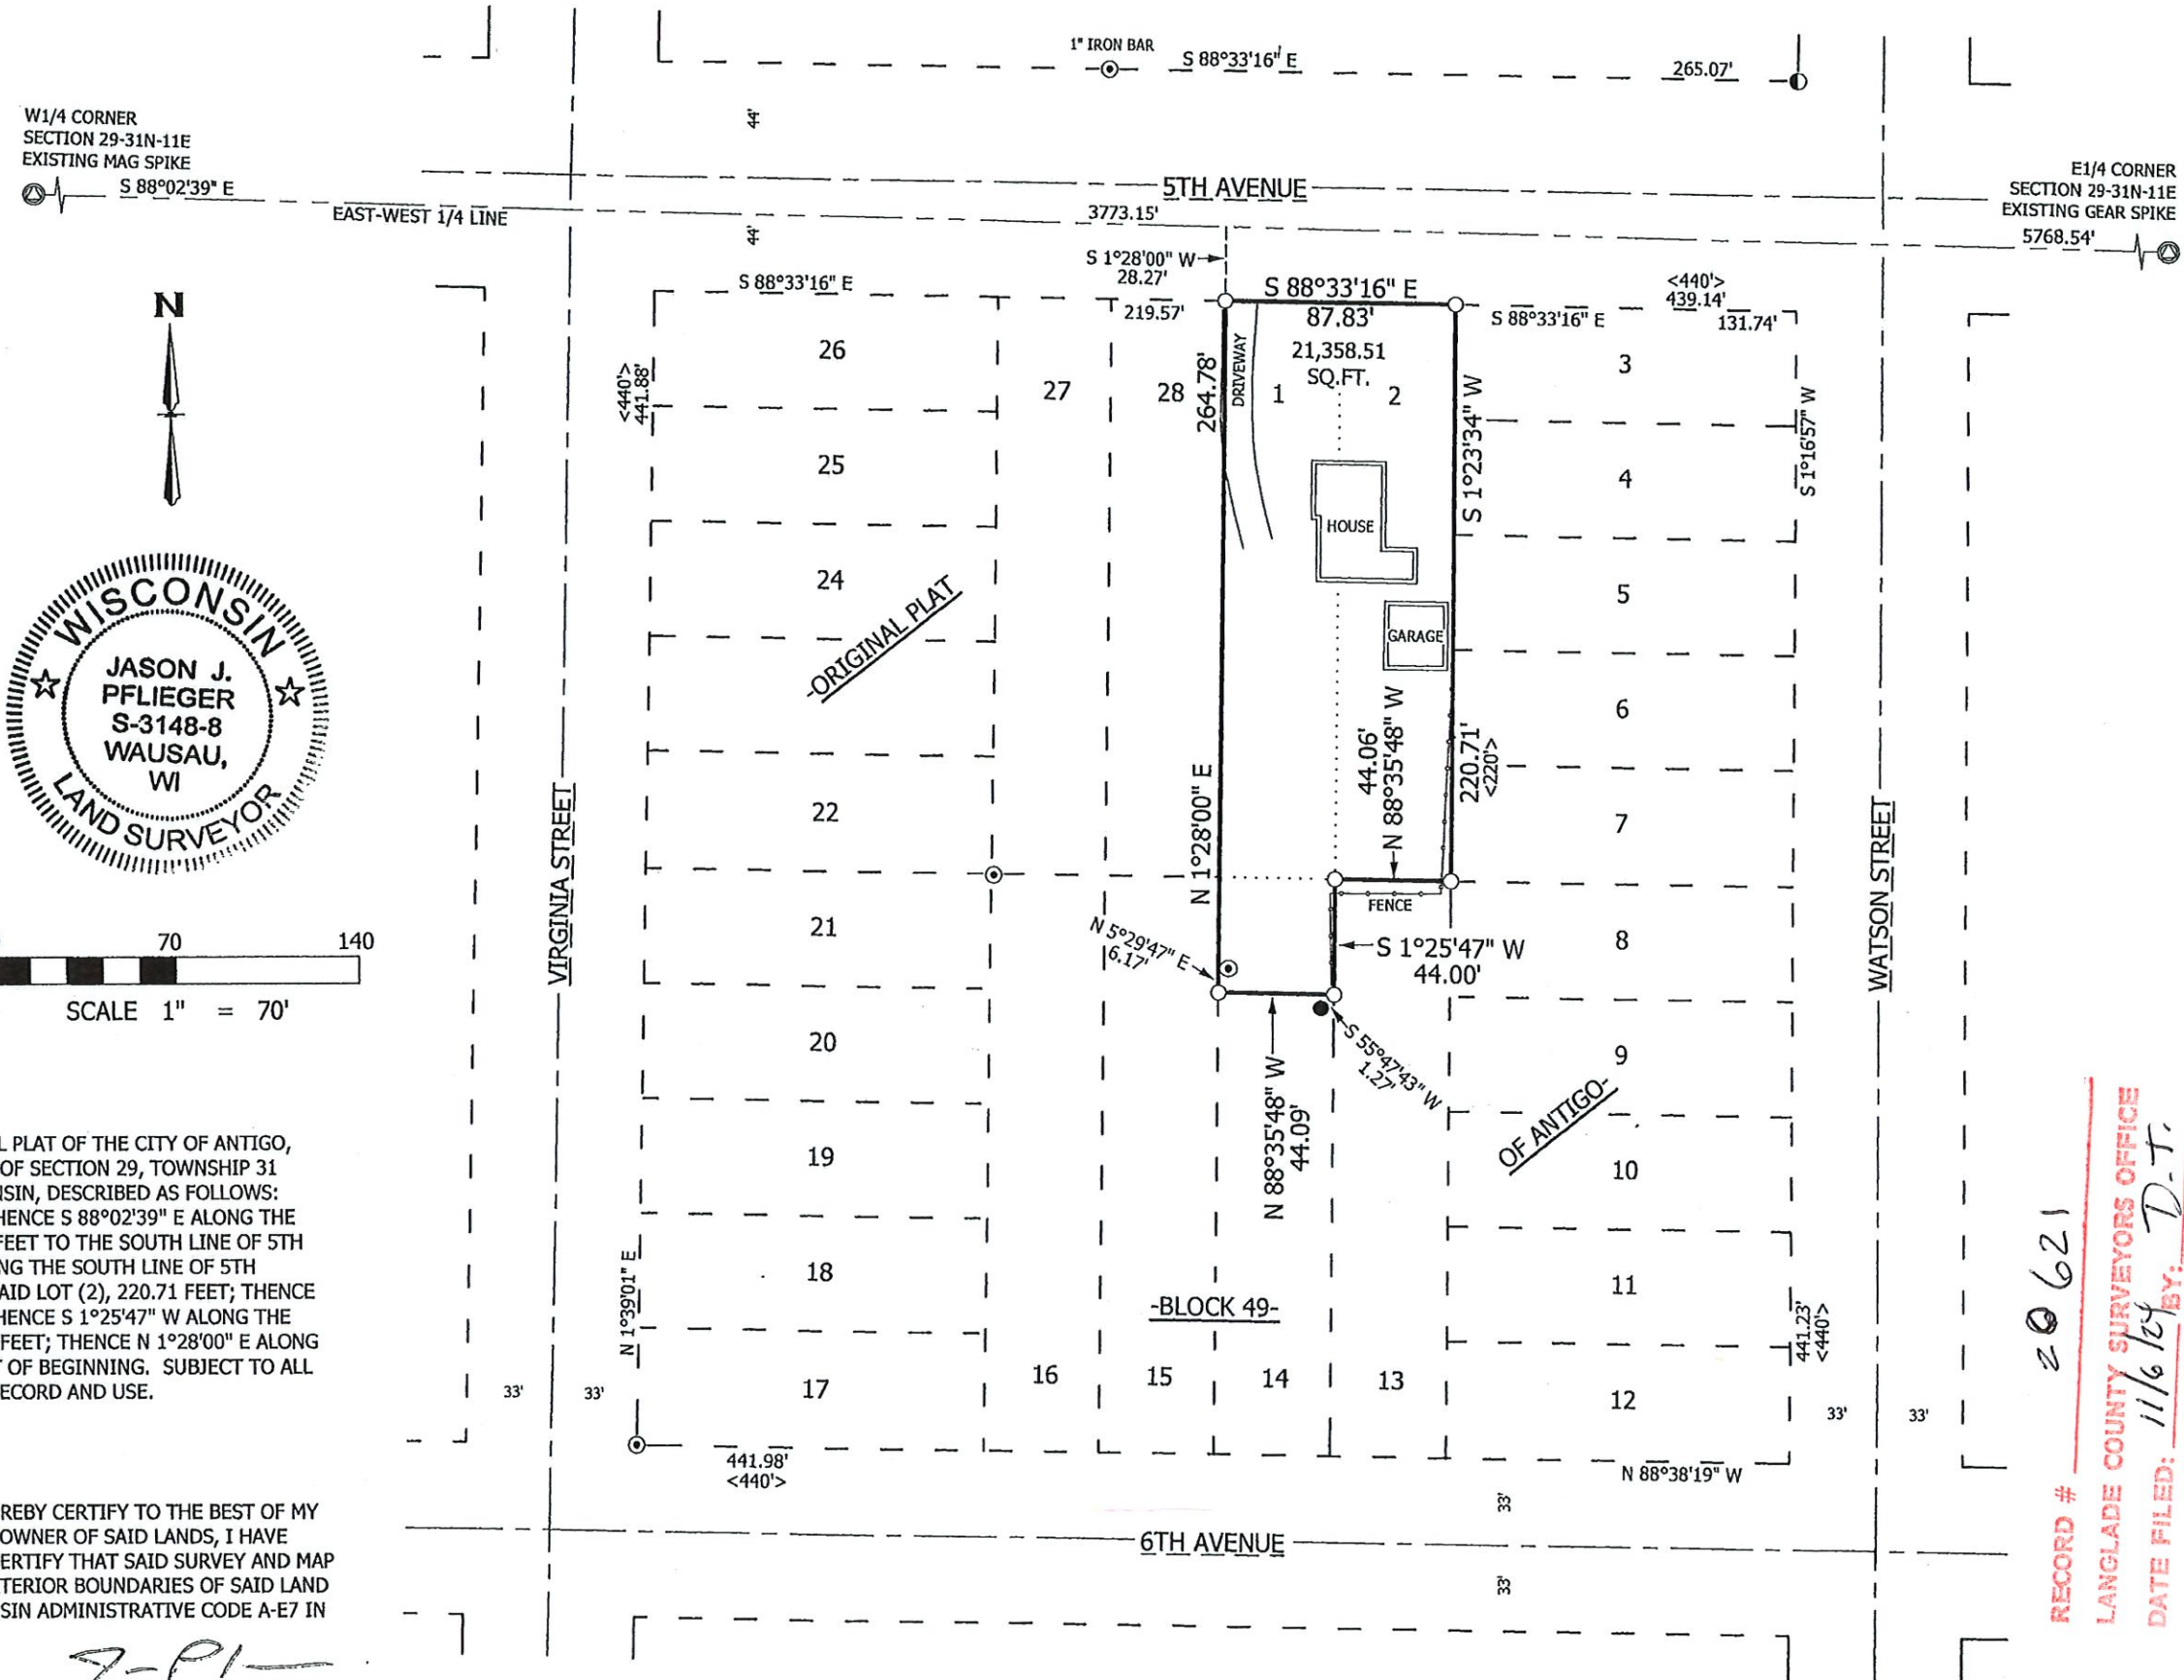 1" IRON BAR
S 88°33'16" E
265.07'
W1/4 CORNER
SECTION 29-31N-11E
EXISTING MAG SPIKE
S 88°02'39" E
EAST-WEST 1/4 LINE
44'
44'
5TH AVENUE
3773.15'
E1/4 CORNER
SECTION 29-31N-11E
EXISTING GEAR SPIKE
5768.54'
S 1°28'00" W
28.27'
S 88°33'16" E
219.57'
S 88°33'16" E
87.83'
21,358.51
SQ.FT.
S 88°33'16" E
<440'>
439.14'
131.74'
N
<440'>
441.88'
26
27
28
264.78'
DRIVEWAY
1
2
S 1°23'34" W
3
S 1°16'57" W
25
4
HOUSE
24
5
-ORIGINAL PLAT
GARAGE
6
WISCONSIN
JASON J.
PFLIEGER
S-3148-8
WAUSAU,
WI
LAND SURVEYOR
22
N 1°28'00" E
44.06'
N 88°35'48" W
220.71'
<220'>
7
VIRGINIA STREET
WATSON STREET
FENCE
21
N 5°29'47" E
6.17'
S 1°25'47" W
44.00'
8
70
140
SCALE 1" = 70'
20
S 55°47'43" W
1.27'
9
N 88°35'48" W
44.09'
OF ANTIGO-
19
10
L PLAT OF THE CITY OF ANTIGO,
OF SECTION 29, TOWNSHIP 31
NSIN, DESCRIBED AS FOLLOWS:
HENCE S 88°02'39" E ALONG THE
FEET TO THE SOUTH LINE OF 5TH
NG THE SOUTH LINE OF 5TH
AID LOT (2), 220.71 FEET; THENCE
HENCE S 1°25'47" W ALONG THE
FEET; THENCE N 1°28'00" E ALONG
T OF BEGINNING. SUBJECT TO ALL
ECORD AND USE.
N 1°39'01" E
18
-BLOCK 49-
11
441.23'
<440'>
33'
33'
17
16
15
14
13
12
33'
33'
441.98'
<440'>
N 88°38'19" W
REBY CERTIFY TO THE BEST OF MY
OWNER OF SAID LANDS, I HAVE
ERTIFY THAT SAID SURVEY AND MAP
TERIOR BOUNDARIES OF SAID LAND
SIN ADMINISTRATIVE CODE A-E7 IN
33'
6TH AVENUE
33'
RECORD # 20621
LANGLADE COUNTY SURVEYORS OFFICE
DATE FILED: 11/6/24 BY: D.T.